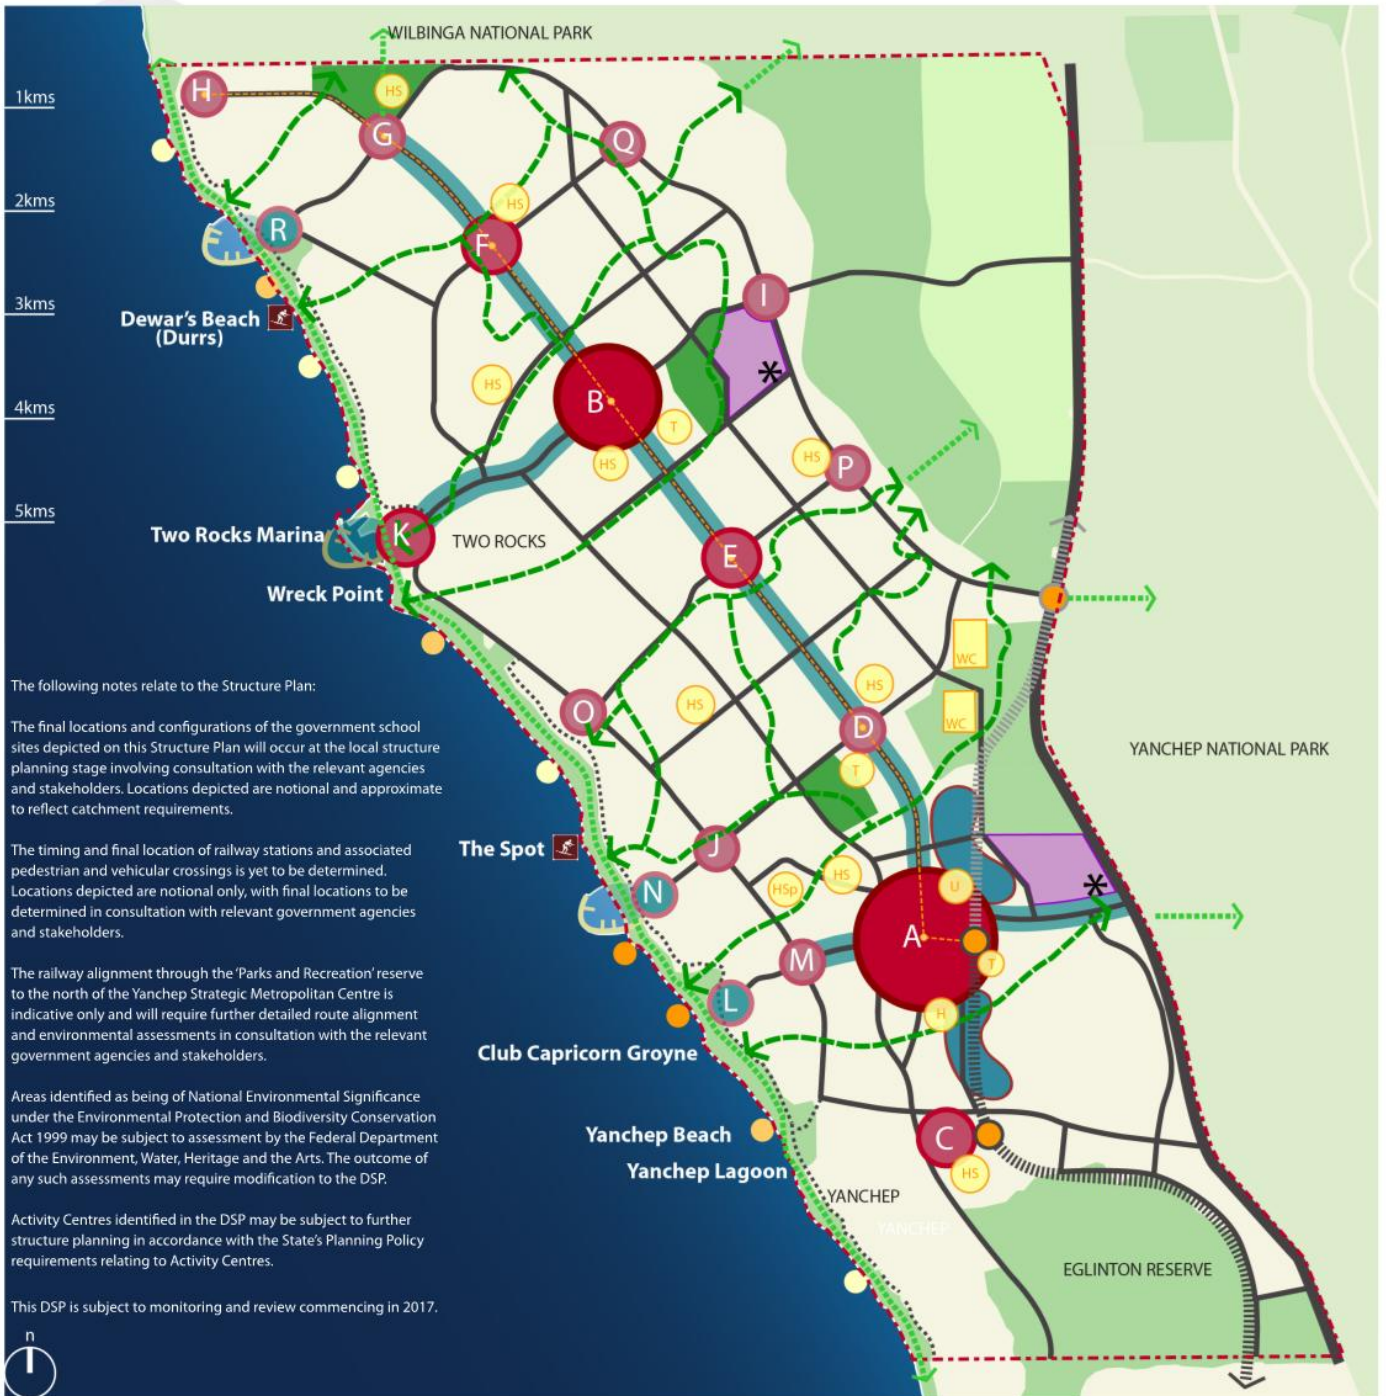 WILBINGA NATIONAL PARK
1kms
H
HS
G
Q
2kms
HS
R
F
3kms
I
Dewar's Beach
(Durrs)
*
HS
B
4kms
T
HS
HS
P
5kms
Two Rocks Marina
K
TWO ROCKS
E
Wreck Point
WC
HS
HS
WC
O
D
YANCHEP NATIONAL PARK
T
The following notes relate to the Structure Plan:
The final locations and configurations of the government school
sites depicted on this Structure Plan will occur at the local structure
planning stage involving consultation with the relevant agencies
and stakeholders. Locations depicted are notional and approximate
to reflect catchment requirements.
The timing and final location of railway stations and associated
pedestrian and vehicular crossings is yet to be determined.
Locations depicted are notional only, with final locations to be
determined in consultation with relevant government agencies
and stakeholders.
The railway alignment through the 'Parks and Recreation' reserve
to the north of the Yanchep Strategic Metropolitan Centre is
indicative only and will require further detailed route alignment
and environmental assessments in consultation with the relevant
government agencies and stakeholders.
Areas identified as being of National Environmental Significance
under the Environmental Protection and Biodiversity Conservation
Act 1999 may be subject to assessment by the Federal Department
of the Environment, Water, Heritage and the Arts. The outcome of
any such assessments may require modification to the DSP.
Activity Centres identified in the DSP may be subject to further
structure planning in accordance with the State's Planning Policy
requirements relating to Activity Centres.
This DSP is subject to monitoring and review commencing in 2017.
n
The Spot
J
HS
HSp
U
*
N
A
M
T
L
H
Club Capricorn Groyne
Yanchep Beach
C
Yanchep Lagoon
HS
YANCHEP
YANCHEP
EGLINTON RESERVE